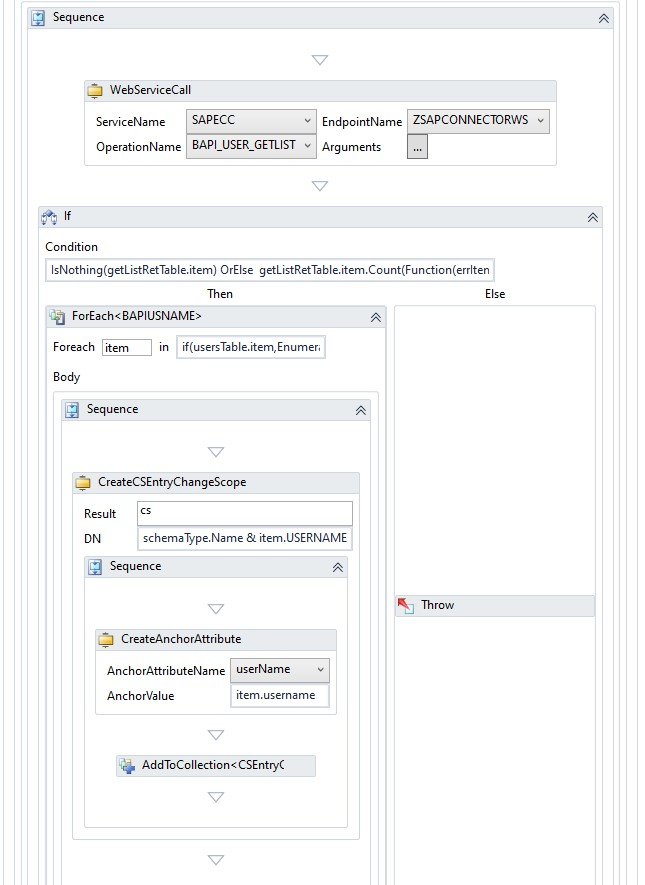 Sequence
WebServiceCall
ServiceName SAPECC EndpointName ZSAPCONNECTORWS
OperationName BAPI_USER_GETLIST Arguments ...
If
Condition
IsNothing(getListRetTable.item) OrElse getListRetTable.item.Count(Function(errIten
Then Else
ForEach<BAPIUSNAME>
Foreach item in if(usersTable.item,Enumera
Body
Sequence
CreateCSEntryChangeScope
Result cs
DN schemaType.Name & item.USERNAME
Sequence
Throw
CreateAnchorAttribute
AnchorAttributeName userName
AnchorValue item.username
AddToCollection<CSEntryC